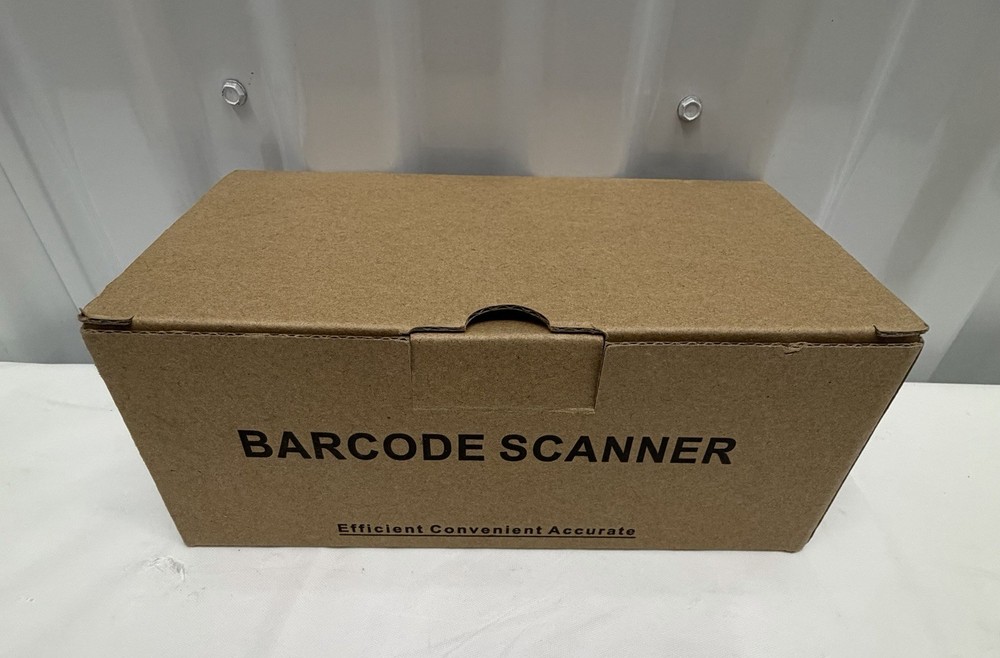 BARCODE SCANNER
Efficient Convenient Accurate